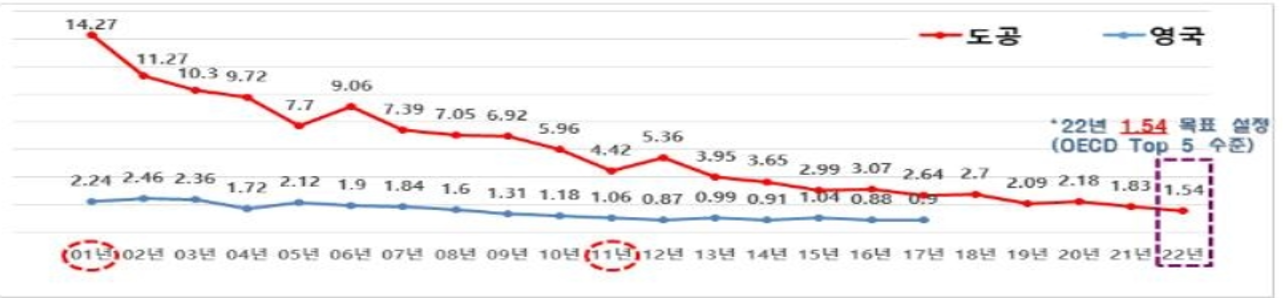 14.27 11.27 10.3 9.72 7.7 9.06 7.39 7.05 6.92 5.96 4.42 5.36 3.95 3.65 2.99 3.07 2.64 2.7 2.09 2.18 1.83 1.54
도공 영국
*22년 1.54 목표 설정
(OECD Top 5 수준)
2.24 2.46 2.36 1.72 2.12 1.9 1.84 1.6 1.31 1.18 1.06 0.87 0.99 0.91 1.04 0.88 0.9
01년 02년 03년 04년 05년 06년 07년 08년 09년 10년 11년 12년 13년 14년 15년 16년 17년 18년 19년 20년 21년 22년